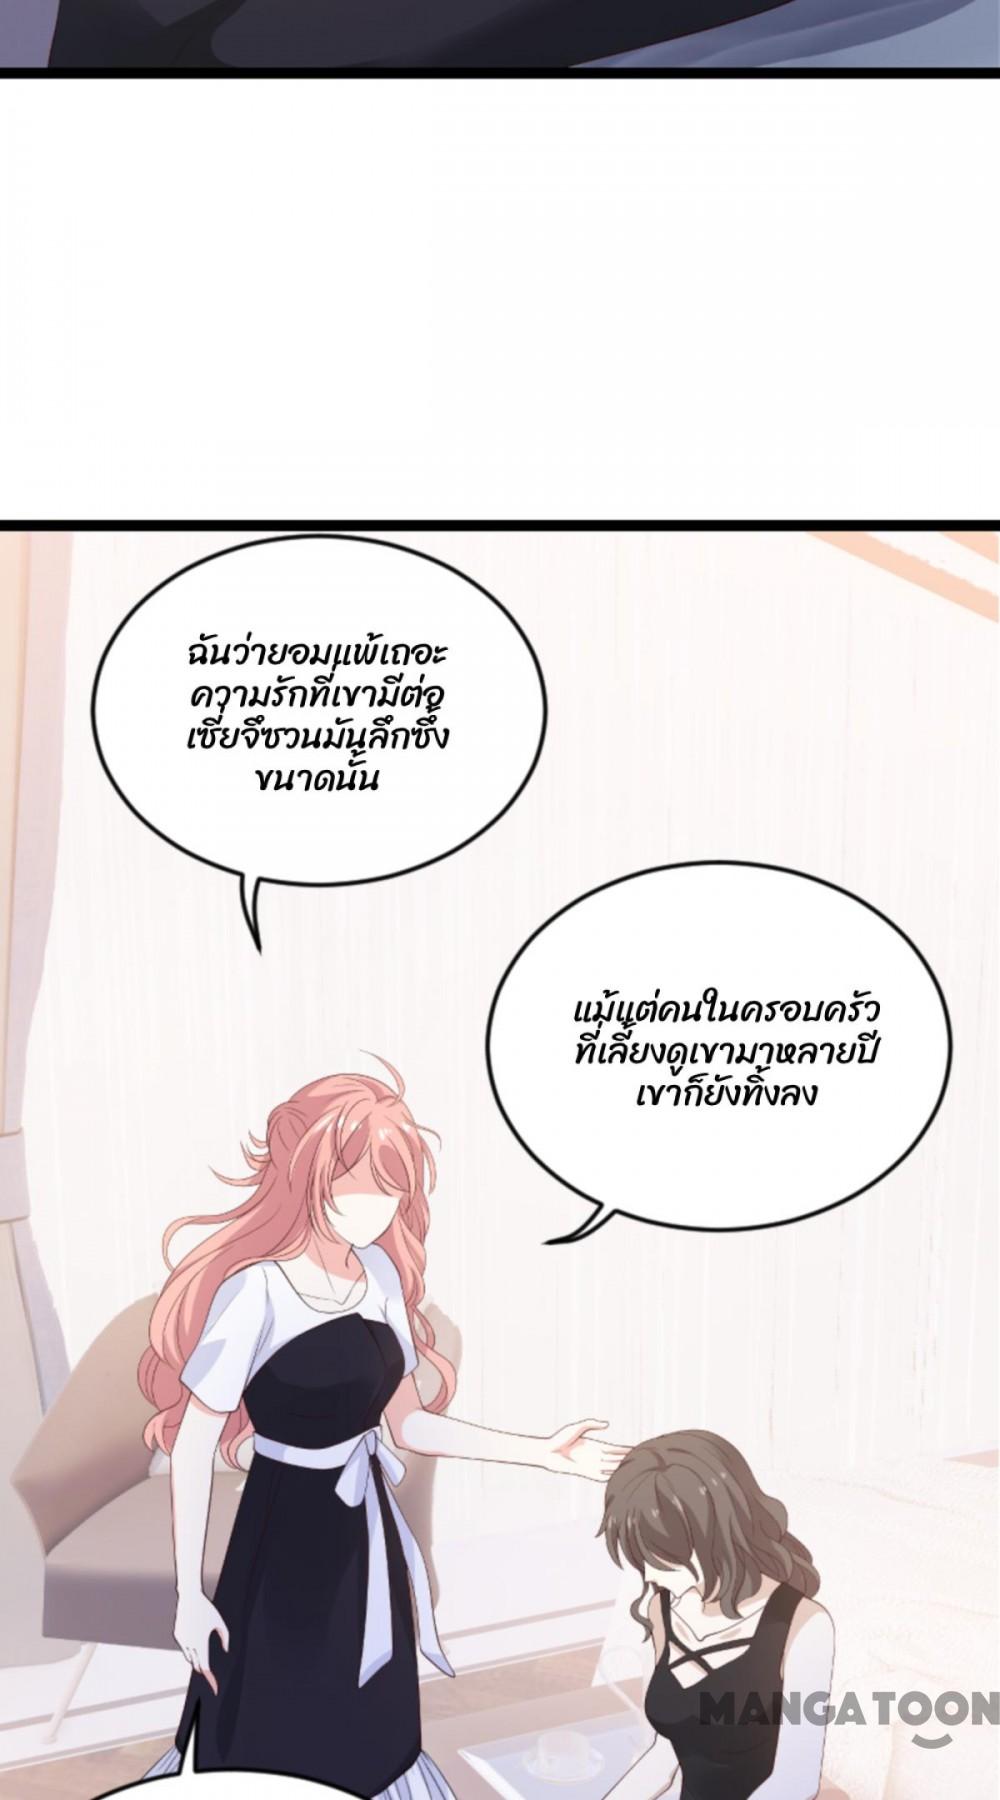 ฉันว่ายอมแพ้เถอะ
ความรักที่เขามีต่อ
เซี่ยจึชวนมันลึกซึ้ง
ขนาดนั้น
แม้แต่คนในครอบครัว
ที่เลี้ยงดูเขามาหลายปี
เขาก็ยังทิ้งลง
MANGATOON